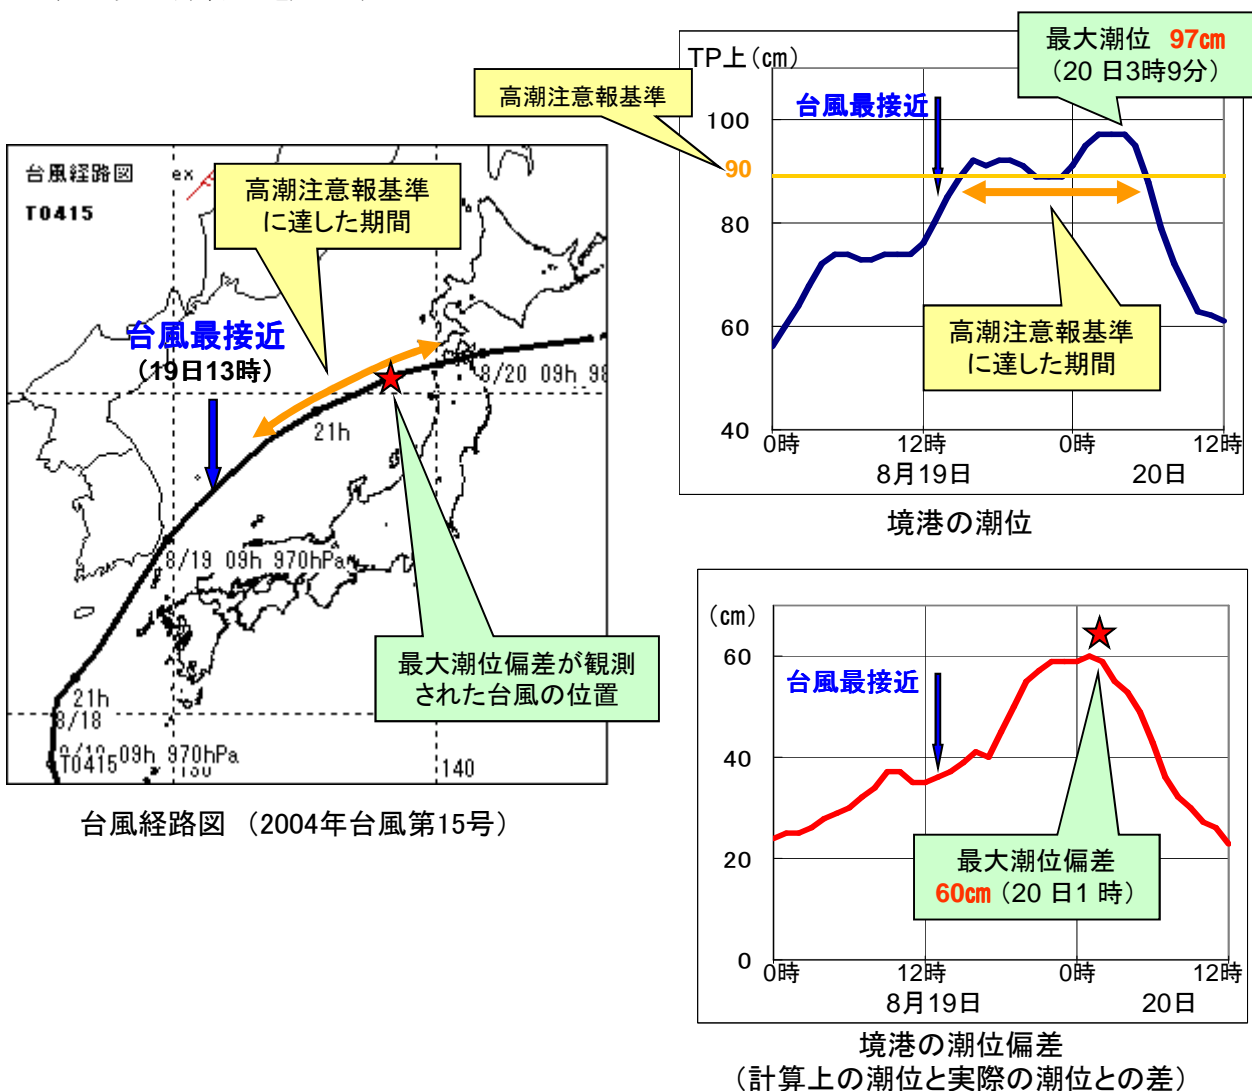 台風経路図
T0415
ex
高潮注意報基準
に達した期間
台風最接近
(19日13時)
8/20 09h 98
21h
8/19 09h 970hPa
最大潮位偏差が観測
された台風の位置
21h
8/18
09h 970hPa
T0415
140
台風経路図 (2004年台風第15号)
TP上(㎝)
最大潮位 97㎝
(20 日3時9分)
高潮注意報基準
台風最接近
100
90
80
60
40
高潮注意報基準
に達した期間
0時
12時
0時
12時
8月19日
20日
境港の潮位
(㎝)
60
40
20
0
台風最接近
最大潮位偏差
60㎝ (20 日1 時)
0時
12時
0時
12時
8月19日
20日
境港の潮位偏差
(計算上の潮位と実際の潮位との差)